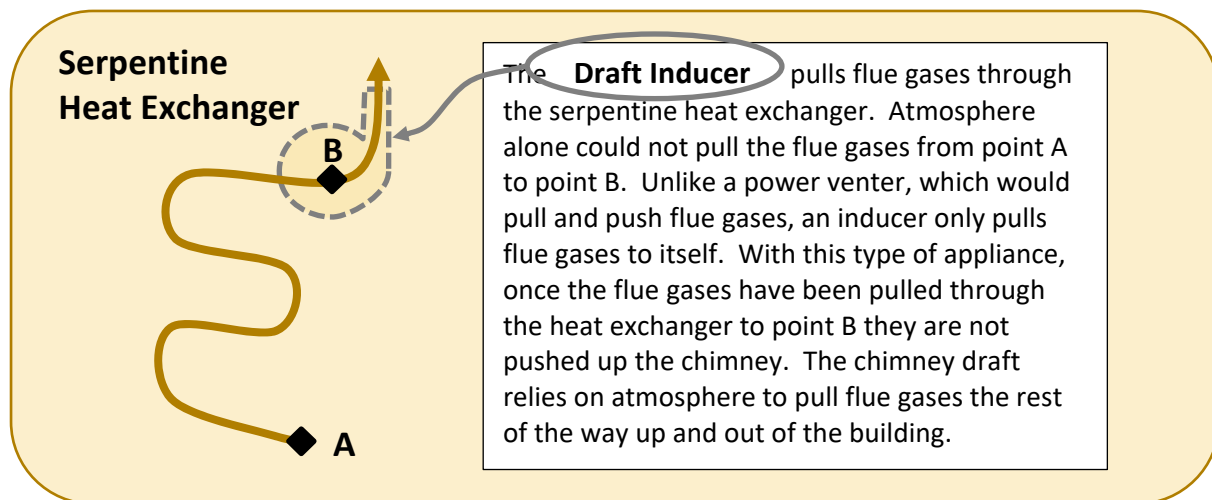 Serpentine
Heat Exchanger
B
A
The Draft Inducer pulls flue gases through
the serpentine heat exchanger. Atmosphere
alone could not pull the flue gases from point A
to point B. Unlike a power venter, which would
pull and push flue gases, an inducer only pulls
flue gases to itself. With this type of appliance,
once the flue gases have been pulled through
the heat exchanger to point B they are not
pushed up the chimney. The chimney draft
relies on atmosphere to pull flue gases the rest
of the way up and out of the building.